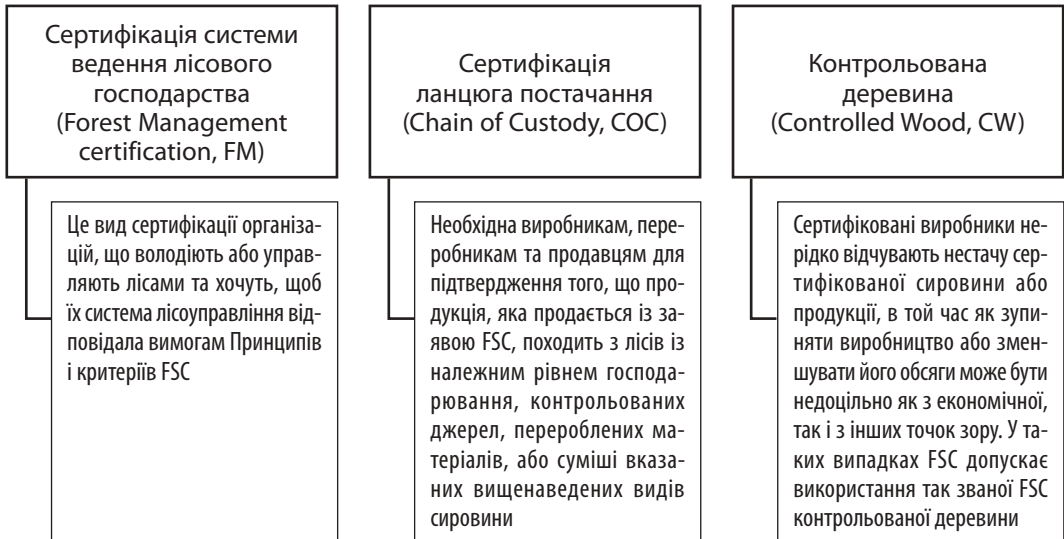 Сертифікація системи
ведення лісового
господарства
(Forest Management
certification, FM)
Це вид сертифікації організа-
цій, що володіють або управ-
ляють лісами та хочуть, щоб
їх система лісоуправління від-
повідала вимогам Принципів
і критеріїв FSC
Сертифікація
ланцюга постачання
(Chain of Custody, COC)
Необхідна виробникам, пере-
робникам та продавцям для
підтвердження того, що про-
дукція, яка продається із за-
явою FSC, походить з лісів із
належним рівнем господа-
рювання, контрольованих
джерел, перероблених ма-
теріалів, або суміші вказа-
них вищенаведених видів
сировини
Контрольована
деревина
(Controlled Wood, CW)
Сертифіковані виробники не-
рідко відчувають нестачу сер-
тифікованої сировини або
продукції, в той час як зупи-
няти виробництво або змен-
шувати його обсяги може бути
недоцільно як з економічної,
так і з інших точок зору. У та-
ких випадках FSC допускає
використання так званої FSC
контрольованої деревини